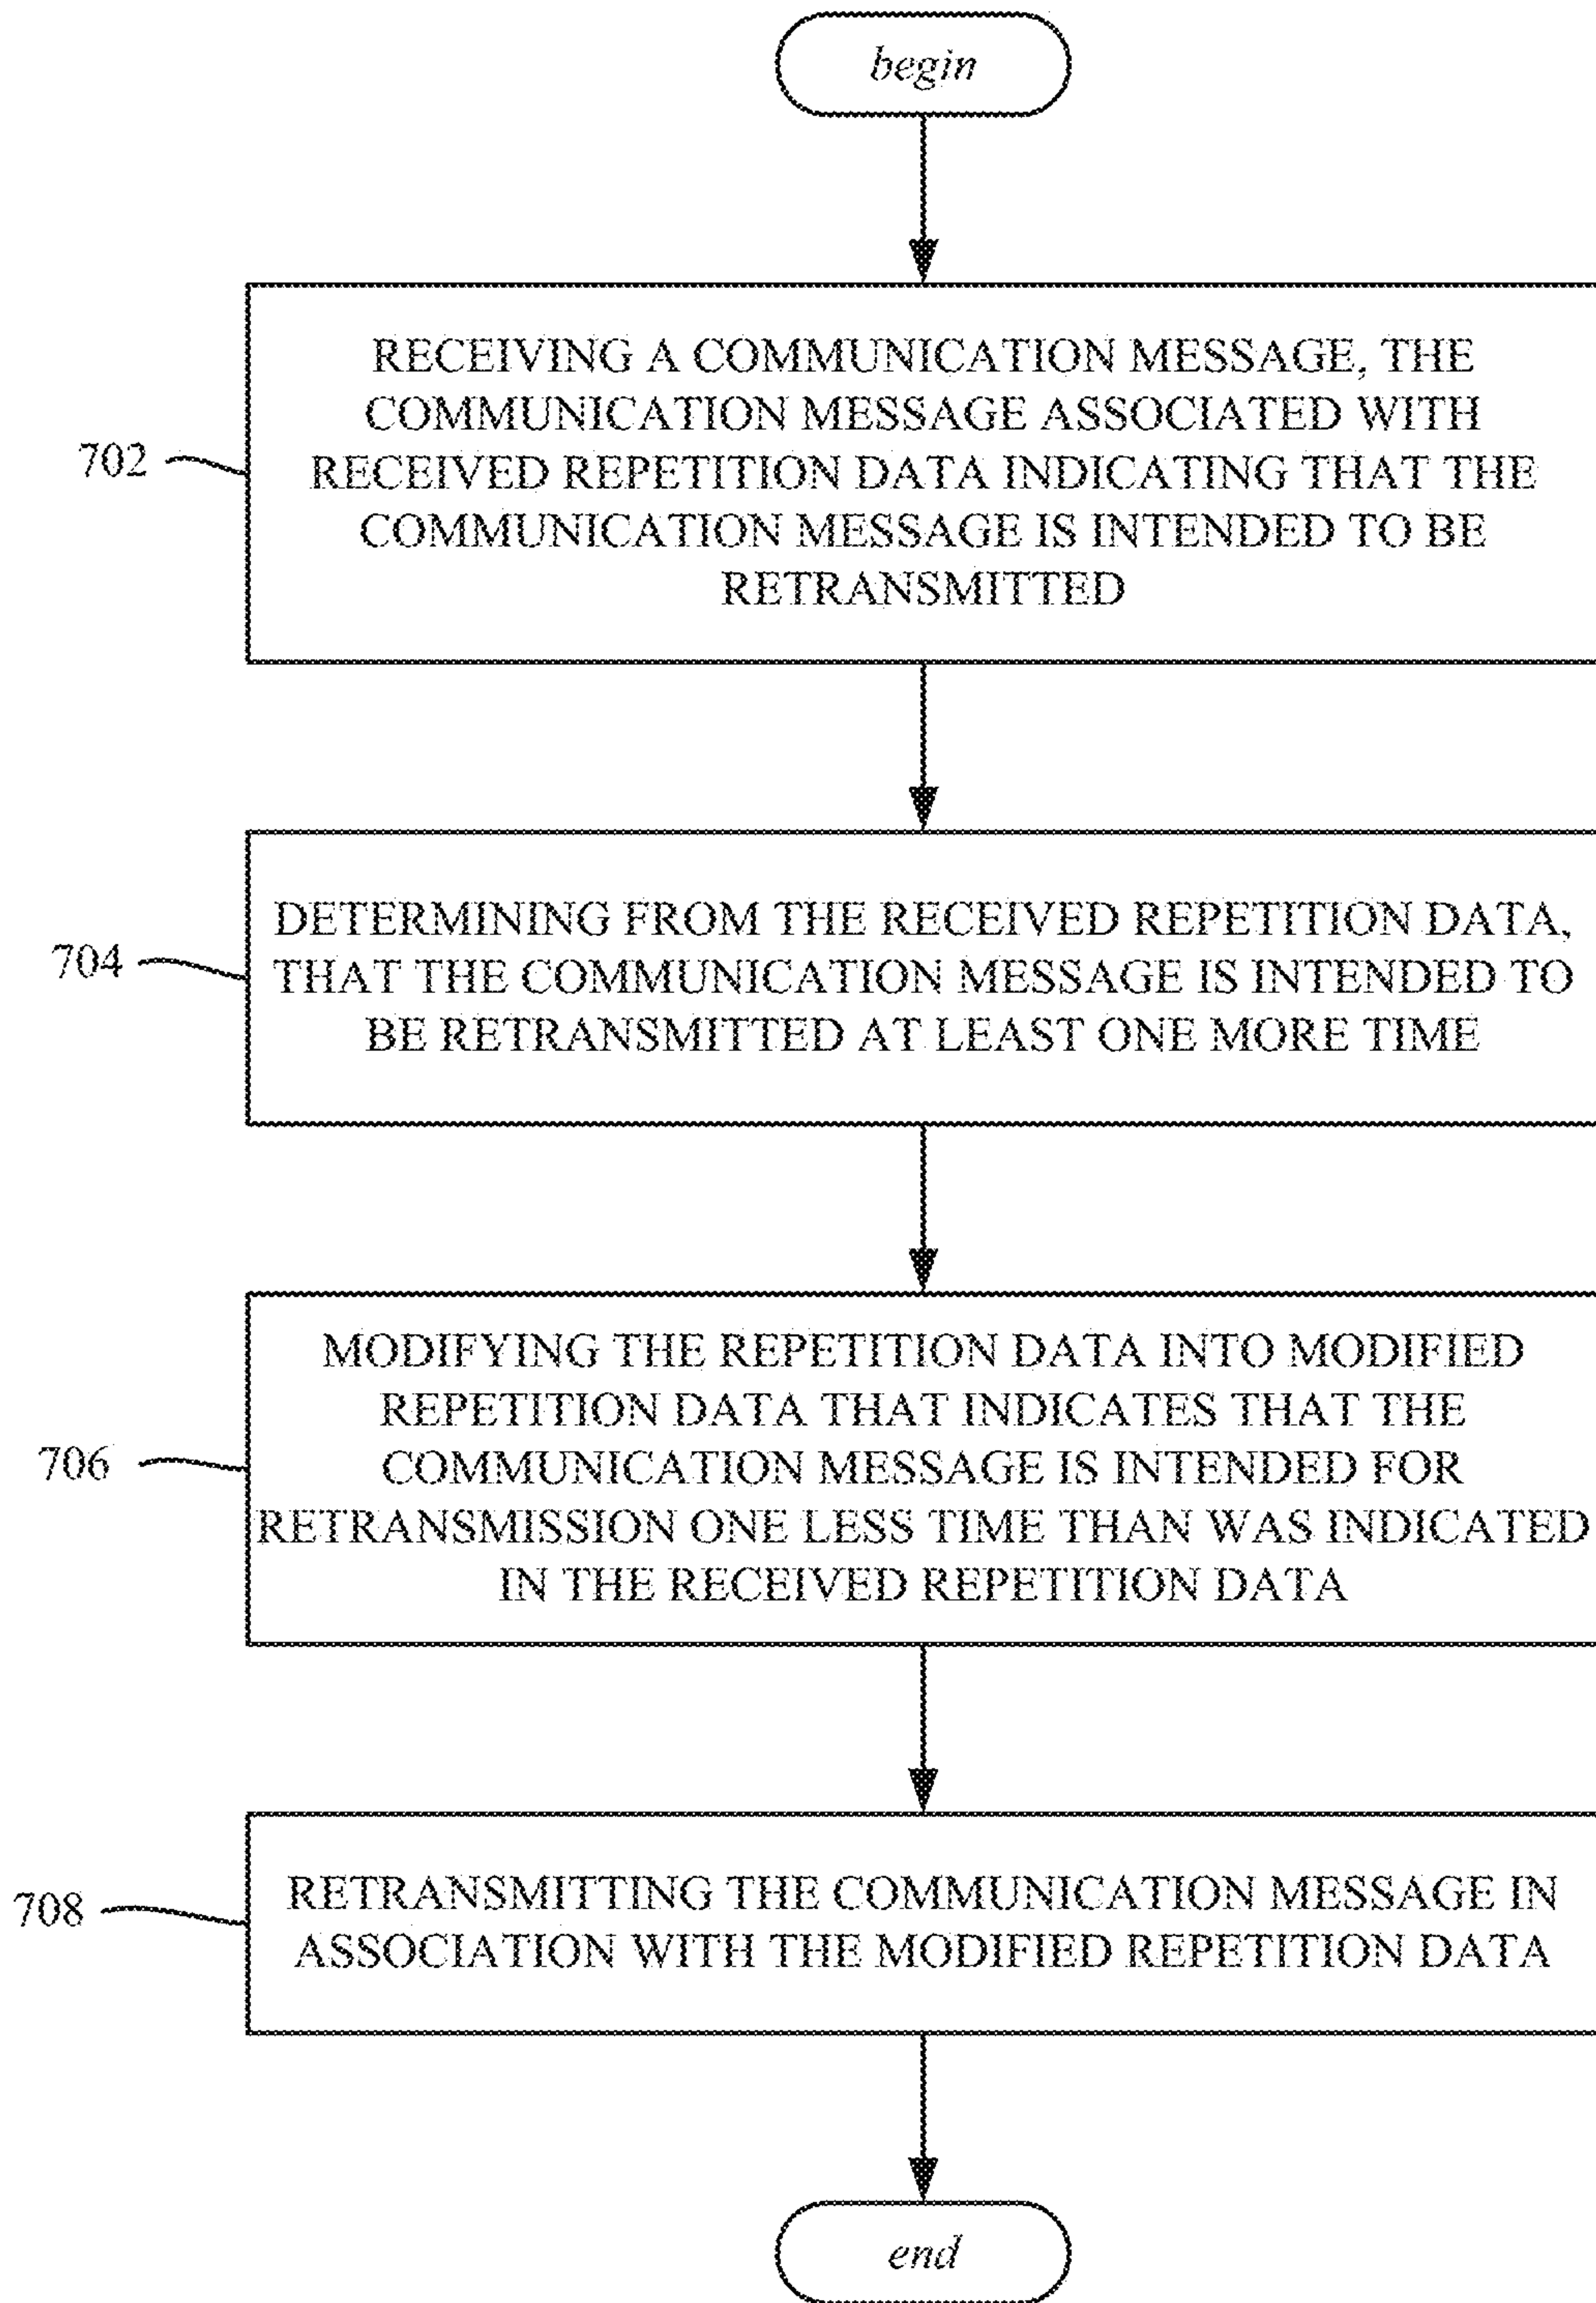 begin
RECEIVING A COMMUNICATION MESSAGE, THE
COMMUNICATION MESSAGE ASSOCIATED WITH
702
RECEIVED REPETITION DATA INDICATING THAT THE
COMMUNICATION MESSAGE IS INTENDED TO BE
RETRANSMITTED
DETERMINING FROM THE RECEIVED REPETITION DATA,
704
THAT THE COMMUNICATION MESSAGE IS INTENDED TO
BE RETRANSMITTED AT LEAST ONE MORE TIME
MODIFYING THE REPETITION DATA INTO MODIFIED
REPETITION DATA THAT INDICATES THAT THE
706
COMMUNICATION MESSAGE IS INTENDED FOR
RETRANSMISSION ONE LESS TIME THAN WAS INDICATED
IN THE RECEIVED REPETITION DATA
708
RETRANSMITTING THE COMMUNICATION MESSAGE IN
ASSOCIATION WITH THE MODIFIED REPETITION DATA
end